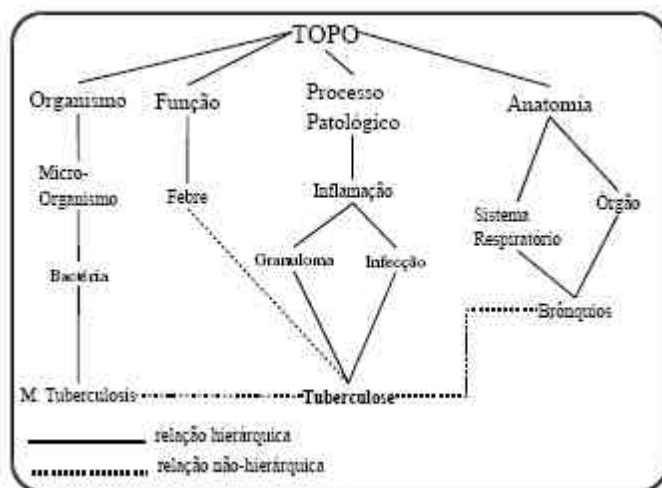 TOPO
Organismo
Função
Processo
Patológico
Anatomia
Micro-
Organismo
Febre
Inflamação
Sistema
Respiratório
Órgão
Granuloma
Infecção
Bactéria
Brônquios
M. Tuberculosis
Tuberculose
relação hierárquica
relação não-hierárquica